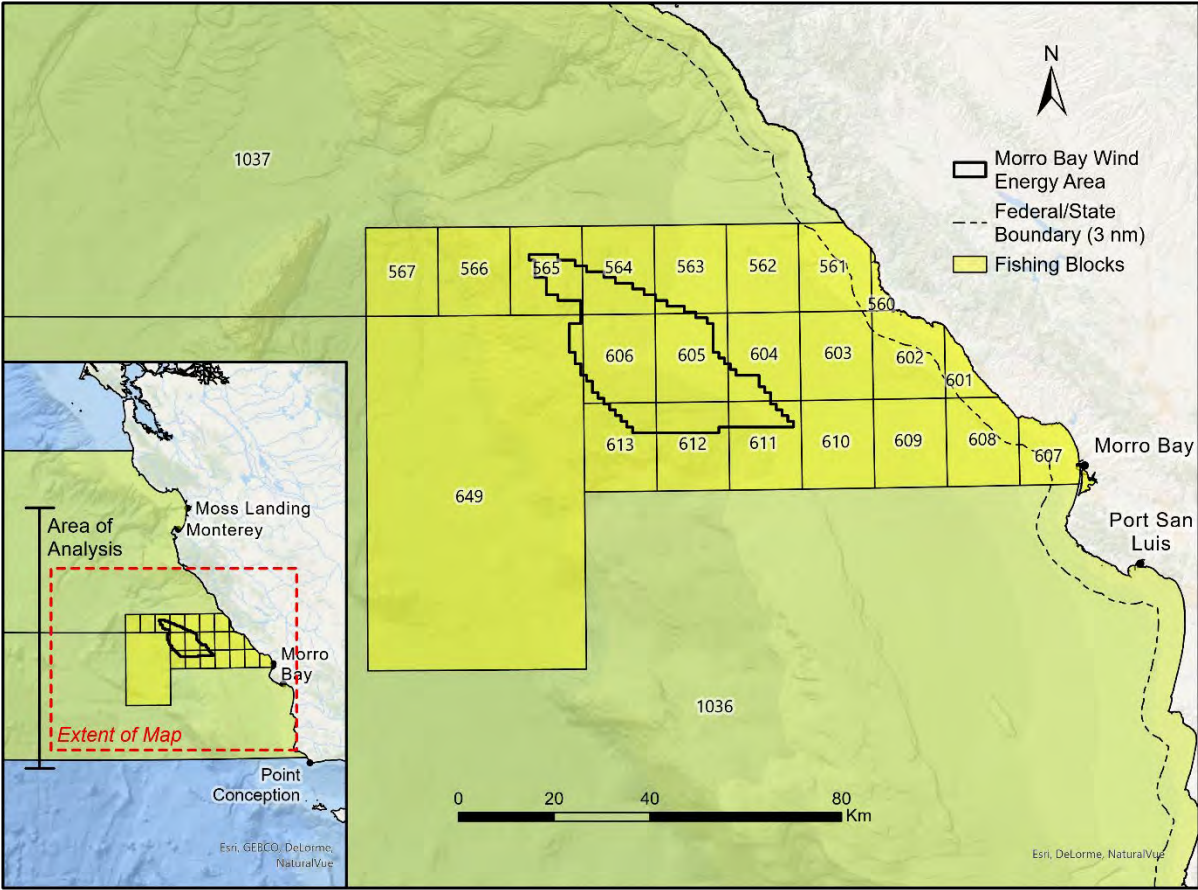 N
Morro Bay Wind
Energy Area
Federal/State
Boundary (3 nm)
Fishing Blocks
1037
567
566
565
564
563
562
561
560
606
605
604
603
602
601
613
612
611
610
609
608
607
649
1036
Morro Bay
Port San
Luis
0
20
40
80
Km
Esri, DeLorme, NaturalVue
Moss Landing
Monterey
Area of
Analysis
Morro
Bay
Extent of Map
Point
Conception
Esri, GEBCO, DeLorme,
NaturalVue